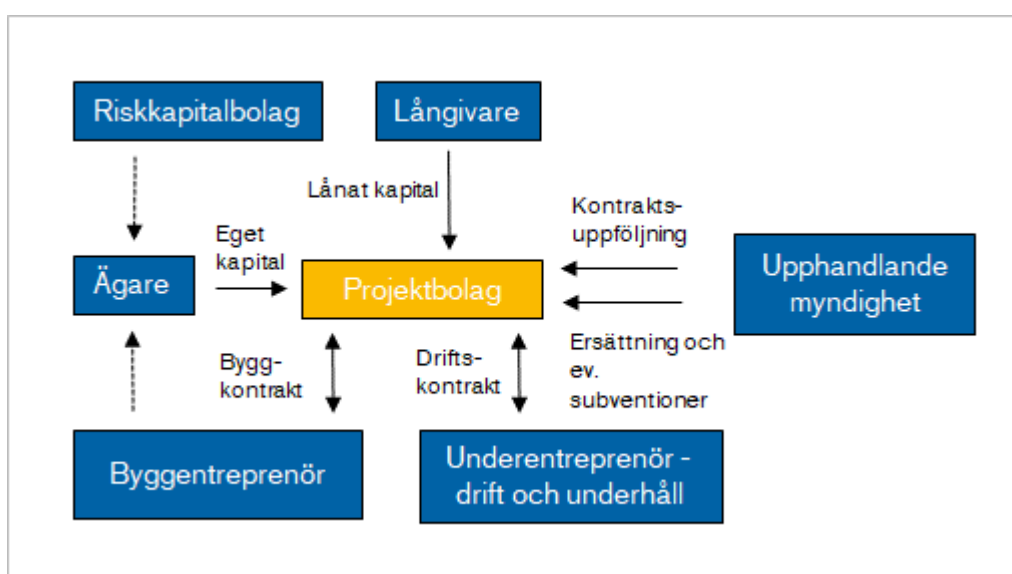 Riskkapitalbolag
Långivare
Lånat kapital
Kontrakts-
uppföljning
Eget
kapital
Ägare
Projektbolag
Upphandlande
myndighet
Bygg-
kontrakt
Drifts-
kontrakt
Ersättning och
ev.
subventioner
Byggentreprenör
Underentreprenör -
drift och underhåll